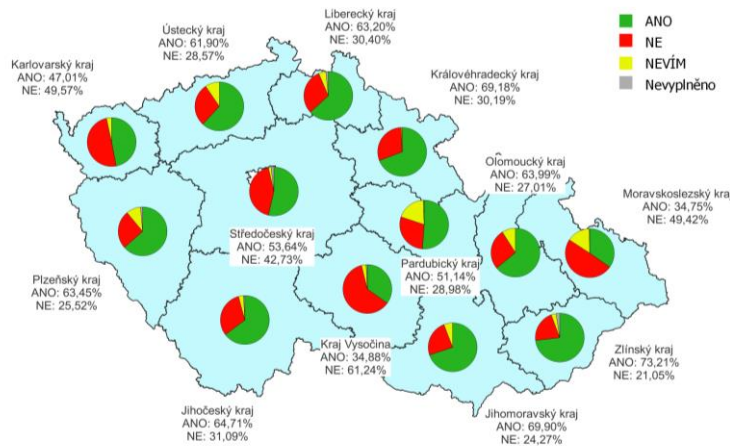 Liberecký kraj
ANO: 63,20%
NE: 30,40%
ANO
NE
NEVÍM
Nevyplněno
Ústecký kraj
ANO: 61,90%
NE: 28,57%
Karlovarský kraj
ANO: 47,01%
NE: 49,57%
Královéhradecký kraj
ANO: 69,18%
NE: 30,19%
Olomoucký kraj
ANO: 63,99%
NE: 27,01%
Moravskoslezský kraj
ANO: 34,75%
NE: 49,42%
Středočeský kraj
ANO: 53,64%
NE: 42,73%
Pardubický kraj
ANO: 51,14%
NE: 28,98%
Plzeňský kraj
ANO: 63,45%
NE: 25,52%
Kraj Vysočina
ANO: 34,88%
NE: 61,24%
Zlínský kraj
ANO: 73,21%
NE: 21,05%
Jihočeský kraj
ANO: 64,71%
NE: 31,09%
Jihomoravský kraj
ANO: 69,90%
NE: 24,27%